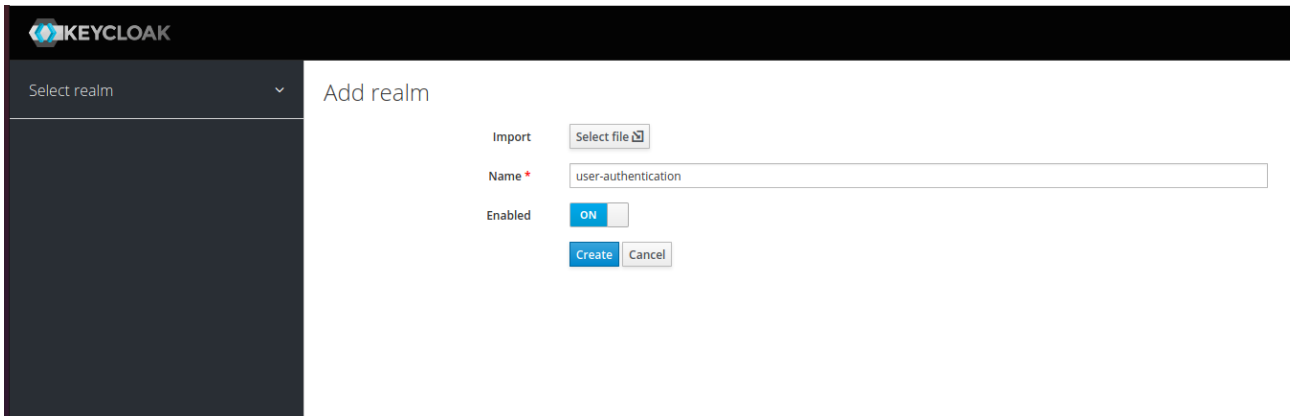 KEYCLOAK
Select realm
Add realm
Import Select file
Name * user-authentication
Enabled ON
Create Cancel